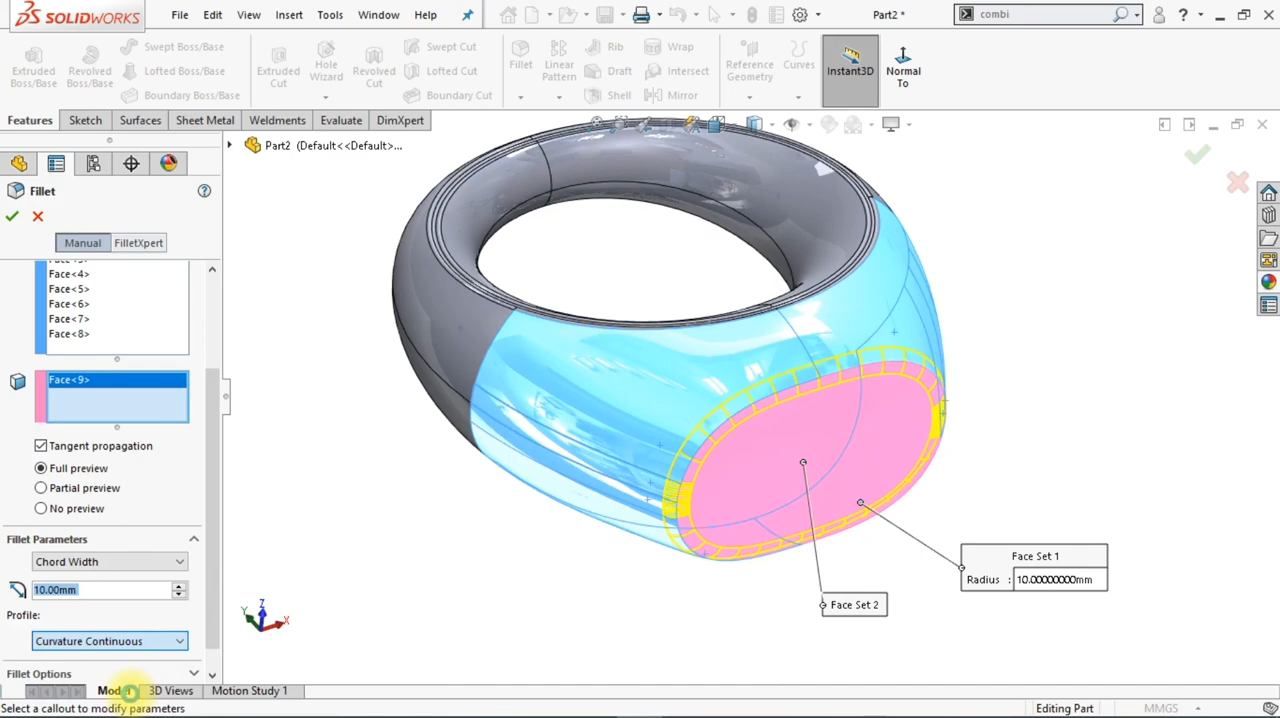 SOLIDWORKS
File Edit View Insert Tools Window Help
Part2 *
combi
Extruded Boss/Base
Revolved Boss/Base
Swept Boss/Base
Lofted Boss/Base
Boundary Boss/Base
Extruded Cut
Hole Wizard
Revolved Cut
Swept Cut
Lofted Cut
Boundary Cut
Fillet
Linear Pattern
Rib
Draft
Shell
Wrap
Intersect
Mirror
Reference Geometry
Curves
Instant3D
Normal To
Features Sketch Surfaces Sheet Metal Weldments Evaluate DimXpert
Part2 (Default<<Default>...
Fillet
Manual FilletXpert
Face<4>
Face<5>
Face<6>
Face<7>
Face<8>
Face<9>
Tangent propagation
Full preview
Partial preview
No preview
Fillet Parameters
Chord Width
10.00mm
Profile:
Curvature Continuous
Fillet Options
Face Set 1
Radius : 10.00000000mm
Face Set 2
Z
Y
X
Model 3D Views Motion Study 1
Select a callout to modify parameters
Editing Part
MMGS